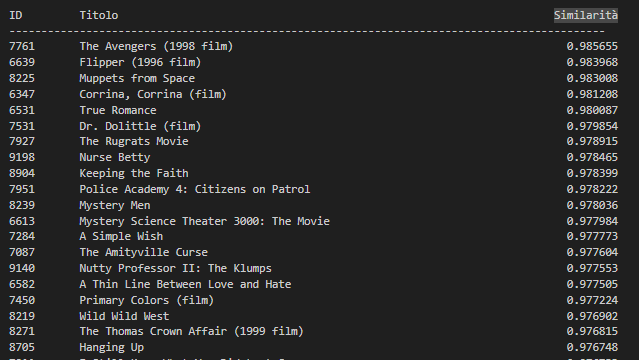 ID Titolo Similarità
--------------------------------------------------------------------------------------------
7761 The Avengers (1998 film) 0.985655
6639 Flipper (1996 film) 0.983968
8225 Muppets from Space 0.983008
6347 Corrina, Corrina (film) 0.981208
6531 True Romance 0.980087
7531 Dr. Dolittle (film) 0.979854
7927 The Rugrats Movie 0.978915
9198 Nurse Betty 0.978465
8904 Keeping the Faith 0.978399
7951 Police Academy 4: Citizens on Patrol 0.978222
8239 Mystery Men 0.978036
6613 Mystery Science Theater 3000: The Movie 0.977984
7284 A Simple Wish 0.977773
7087 The Amityville Curse 0.977604
9140 Nutty Professor II: The Klumps 0.977553
6582 A Thin Line Between Love and Hate 0.977505
7450 Primary Colors (film) 0.977224
8219 Wild Wild West 0.976902
8271 The Thomas Crown Affair (1999 film) 0.976815
8705 Hanging Up 0.976748